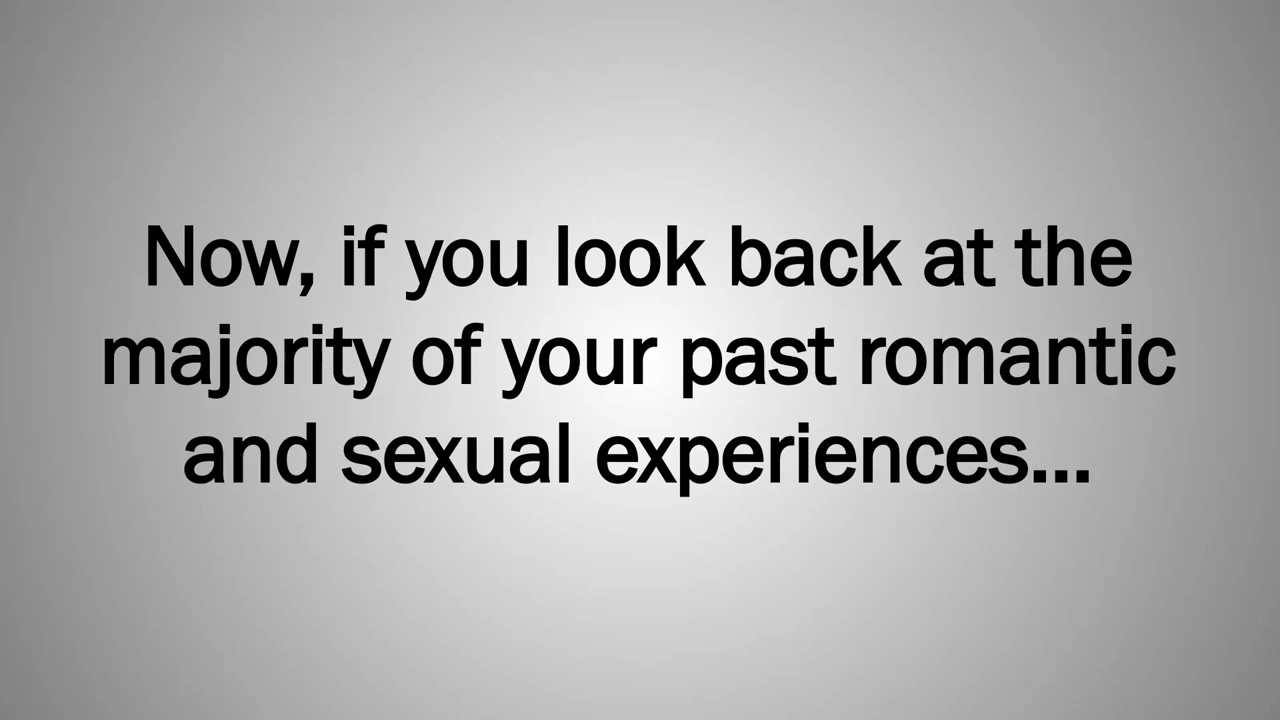 Now, if you look back at the
majority of your past romantic
and sexual experiences...